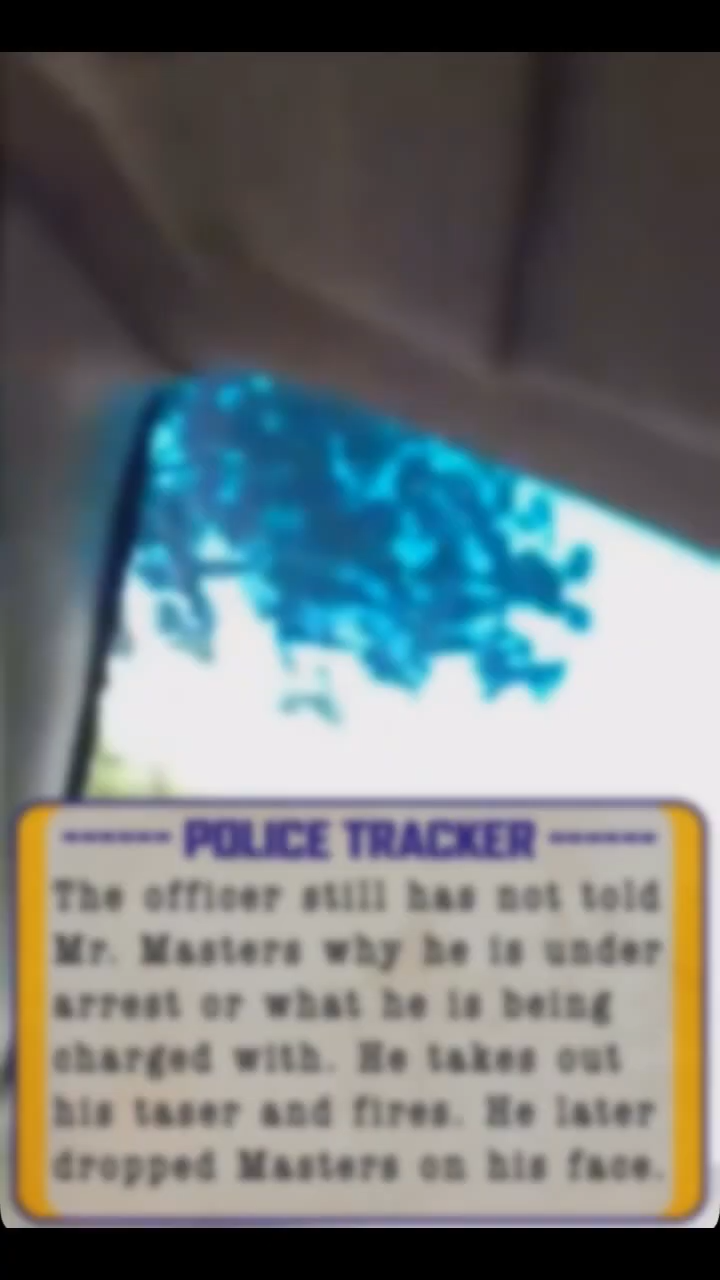 ------ POLICE TRACKER ------
The officer still has not told
Mr. Masters why he is under
arrest or what he is being
charged with. He takes out
his taser and fires. He later
dropped Masters on his face.